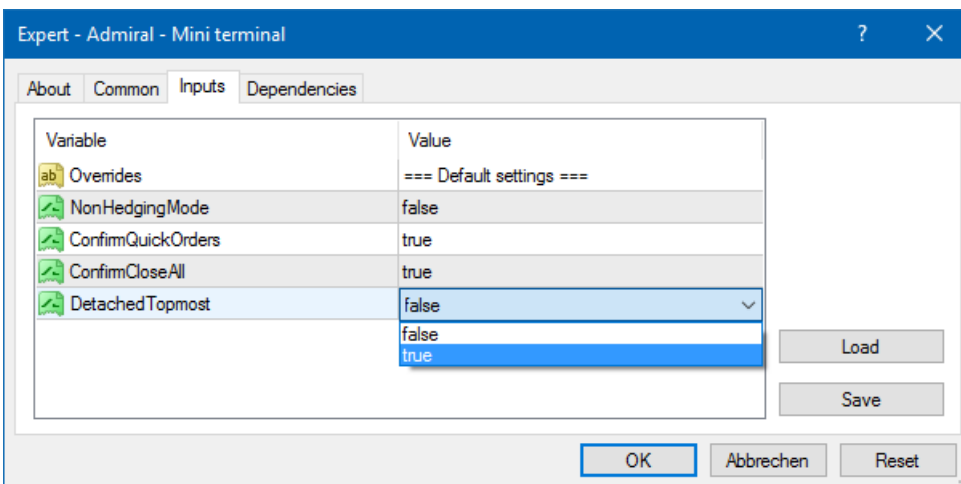 Expert - Admiral - Mini terminal ?
About Common Inputs Dependencies
Variable Value
ab Overrides === Default settings ===
NonHedgingMode false
ConfirmQuickOrders true
ConfirmCloseAll true
DetachedTopmost false
false
true
Load
Save
OK Abbrechen Reset